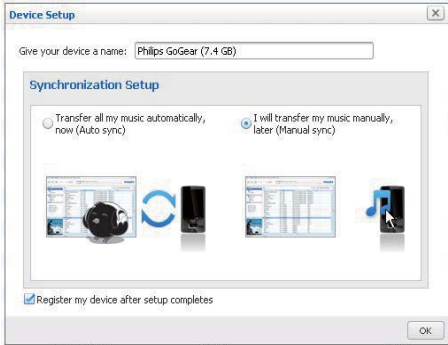 Device Setup
Give your device a name: Philips GoGear (7.4 GB)
Synchronization Setup
Transfer all my music automatically,
now (Auto sync)
I will transfer my music manually,
later (Manual sync)
Register my device after setup completes
OK